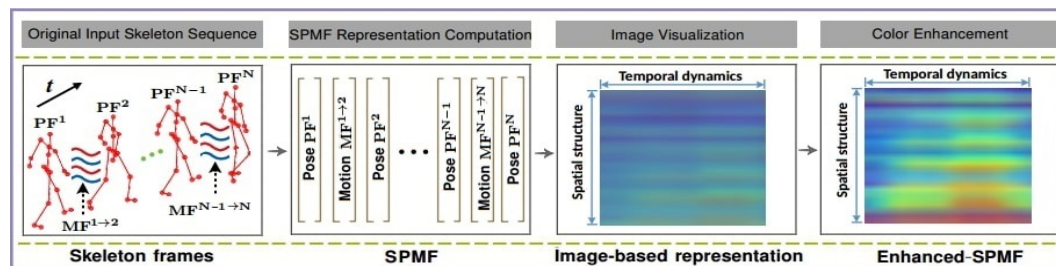 Original Input Skeleton Sequence
SPMF Representation Computation
Image Visualization
Color Enhancement
t
PF^1
PF^2
PF^{N-1}
PF^N
MF^{1→2}
MF^{N-1→N}
Pose PF^1
Motion MF^{1→2}
Pose PF^2
Pose PF^{N-1}
Motion MF^{N-1→N}
Pose PF^N
Temporal dynamics
Spatial structure
Temporal dynamics
Spatial structure
Skeleton frames
SPMF
Image-based representation
Enhanced-SPMF